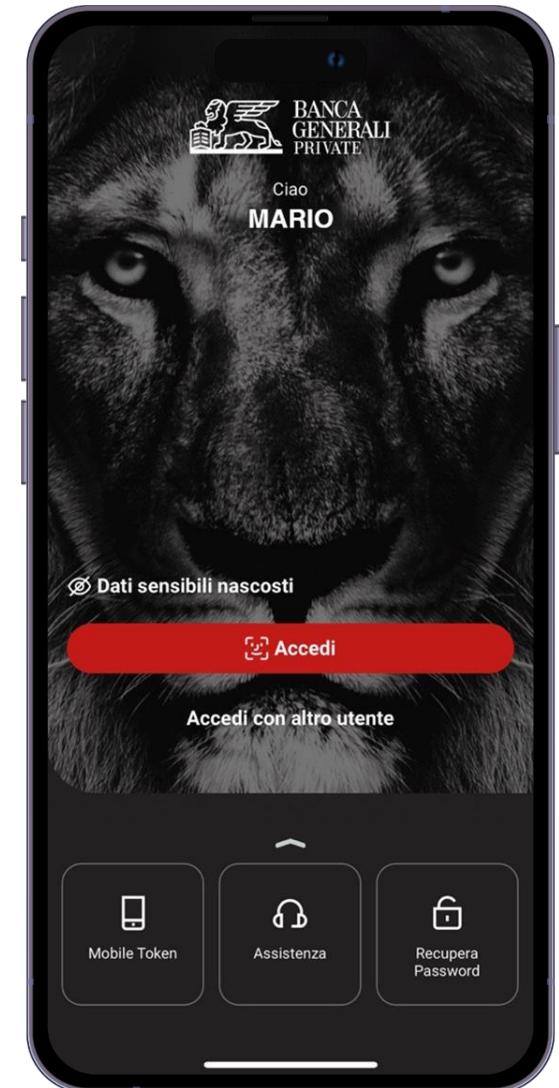 BANCA
GENERALI
PRIVATE
Ciao
MARIO
Dati sensibili nascosti
Accedi
Accedi con altro utente
Mobile Token
Assistenza
Recupera
Password